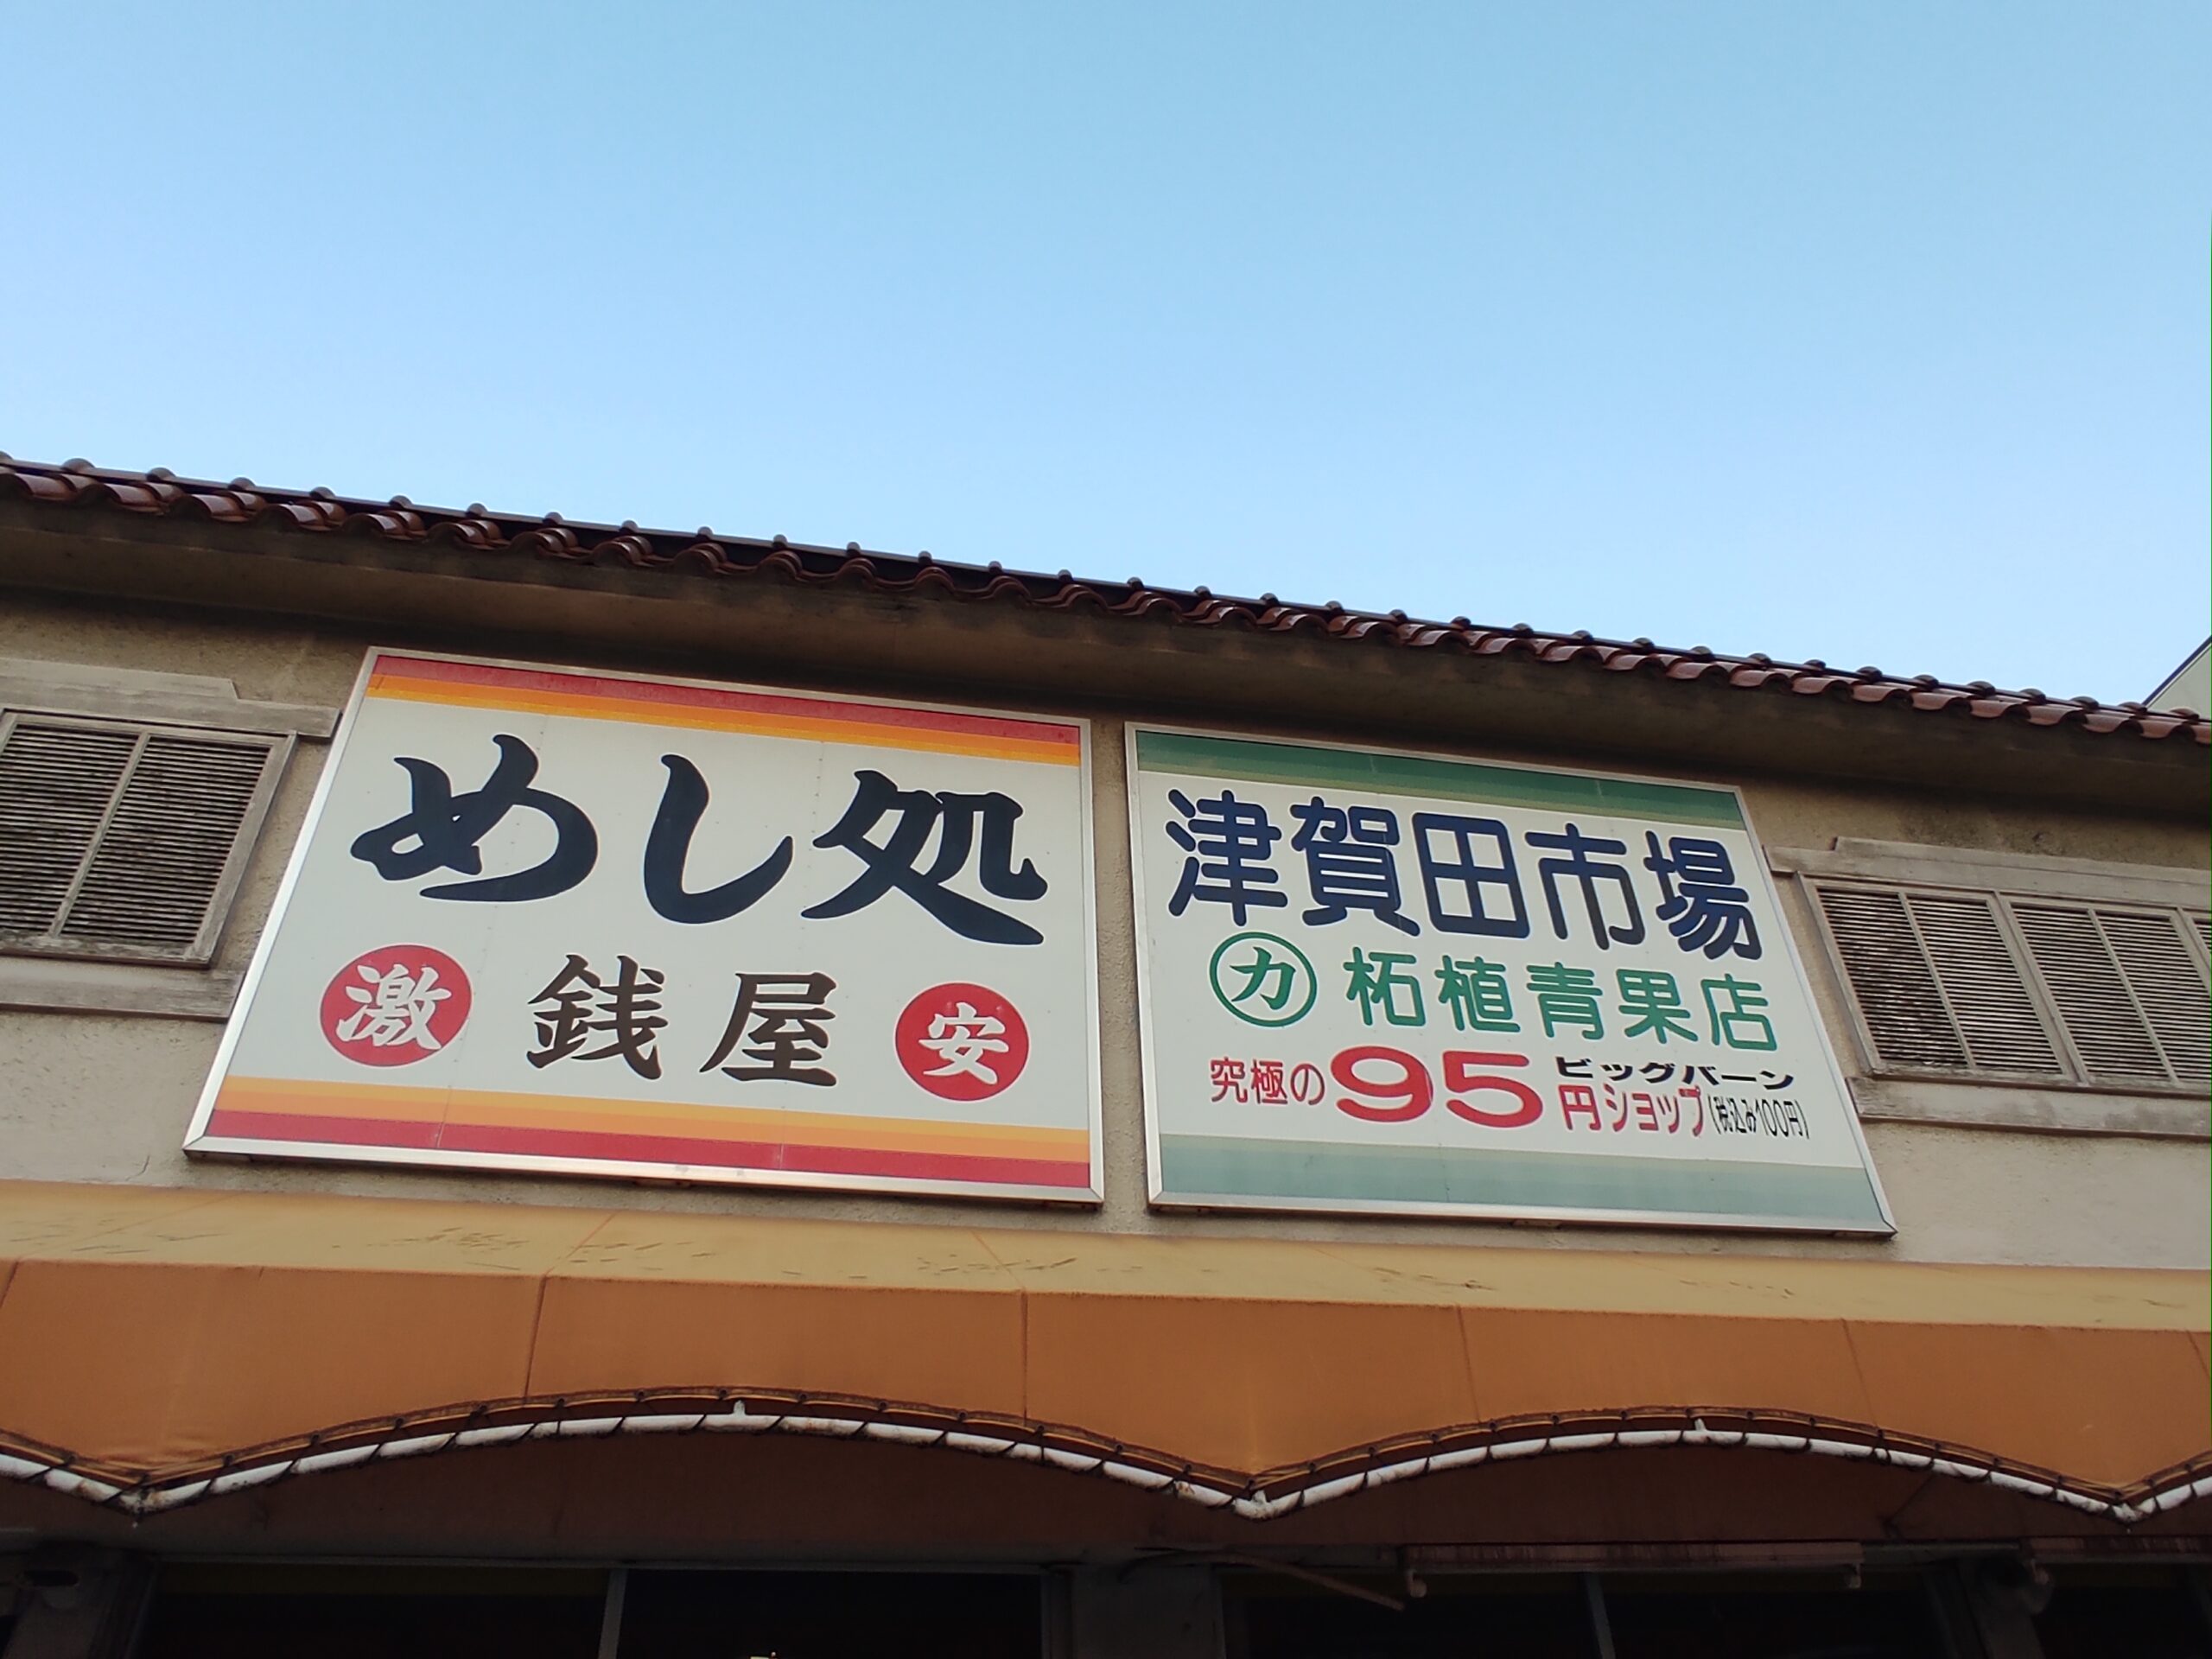 めし処
激 銭屋 安
津賀田市場
カ 柘植青果店
究極の95円ショップ(税込み100円)
ビッグバーン